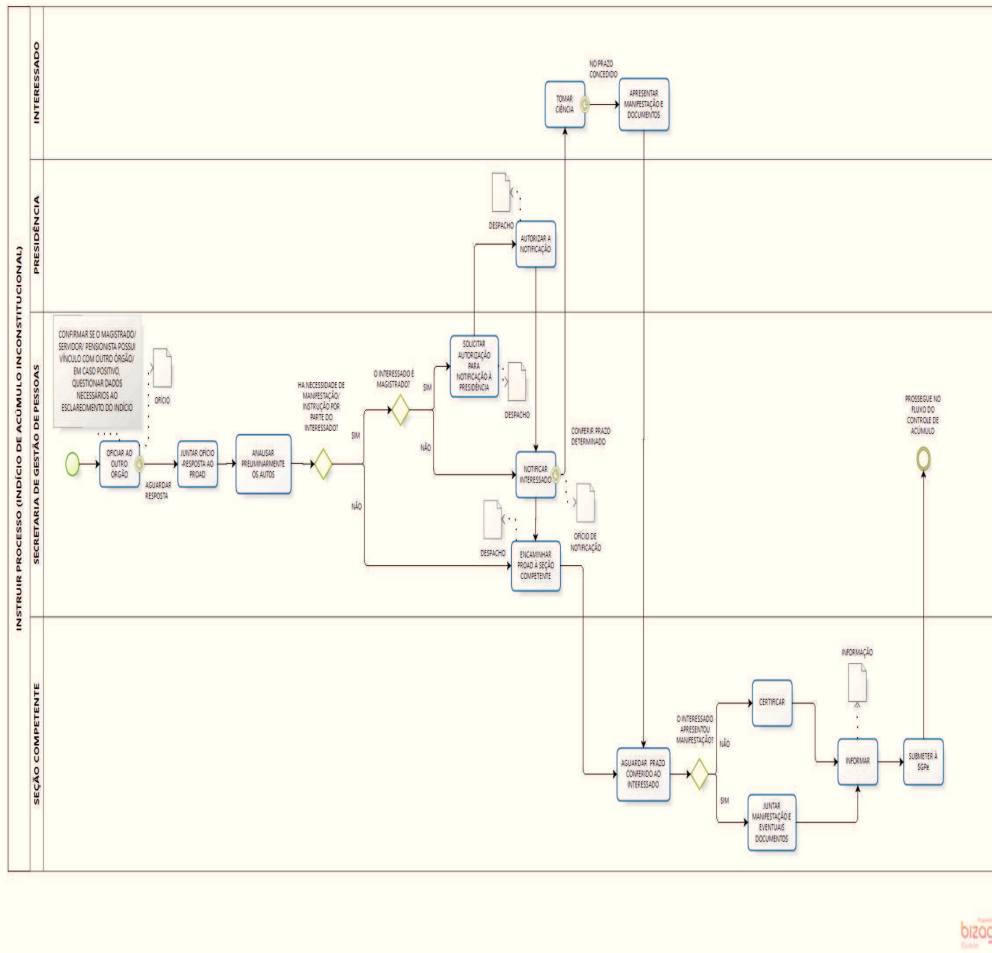 INSTRUIR PROCESSO (INDÍCIO DE ACÚMULO INCONSTITUCIONAL)
INTERESSADO
TOMAR
CIÊNCIA
NO PRAZO
CONCEDIDO
APRESENTAR
MANIFESTAÇÃO E
DOCUMENTOS
PRESIDÊNCIA
DESPACHO
AUTORIZAR A
NOTIFICAÇÃO
SECRETARIA DE GESTÃO DE PESSOAS
CONFIRMAR SE O MAGISTRADO/
SERVIDOR/ PENSIONISTA POSSUI
VÍNCULO COM OUTRO ÓRGÃO/
EM CASO POSITIVO,
QUESTIONAR DADOS
NECESSÁRIOS AO
ESCLARECIMENTO DO INDÍCIO
OFÍCIO
OFICIAR AO
OUTRO
ÓRGÃO
AGUARDAR
RESPOSTA
JUNTAR OFÍCIO
-RESPOSTA AO
PROAD
ANALISAR
PRELIMINARMENTE
OS AUTOS
HA NECESSIDADE DE
MANIFESTAÇÃO/
INSTRUÇÃO POR
PARTE DO
INTERESSADO?
SIM
NÃO
O INTERESSADO É
MAGISTRADO?
SIM
NÃO
SOLICITAR
AUTORIZAÇÃO
PARA
NOTIFICAÇÃO À
PRESIDÊNCIA
DESPACHO
CONFERIR PRAZO
DETERMINADO
NOTIFICAR
INTERESSADO
OFÍCIO DE
NOTIFICAÇÃO
DESPACHO
ENCAMINHAR
PROAD À SEÇÃO
COMPETENTE
PROSSEGUE NO
FLUXO DO
CONTROLE DE
ACÚMULO
SEÇÃO COMPETENTE
AGUARDAR PRAZO
CONFERIDO AO
INTERESSADO
O INTERESSADO
APRESENTOU
MANIFESTAÇÃO?
NÃO
SIM
CERTIFICAR
JUNTAR
MANIFESTAÇÃO E
EVENTUAIS
DOCUMENTOS
INFORMAÇÃO
INFORMAR
SUBMETER À
SGPe
bizag